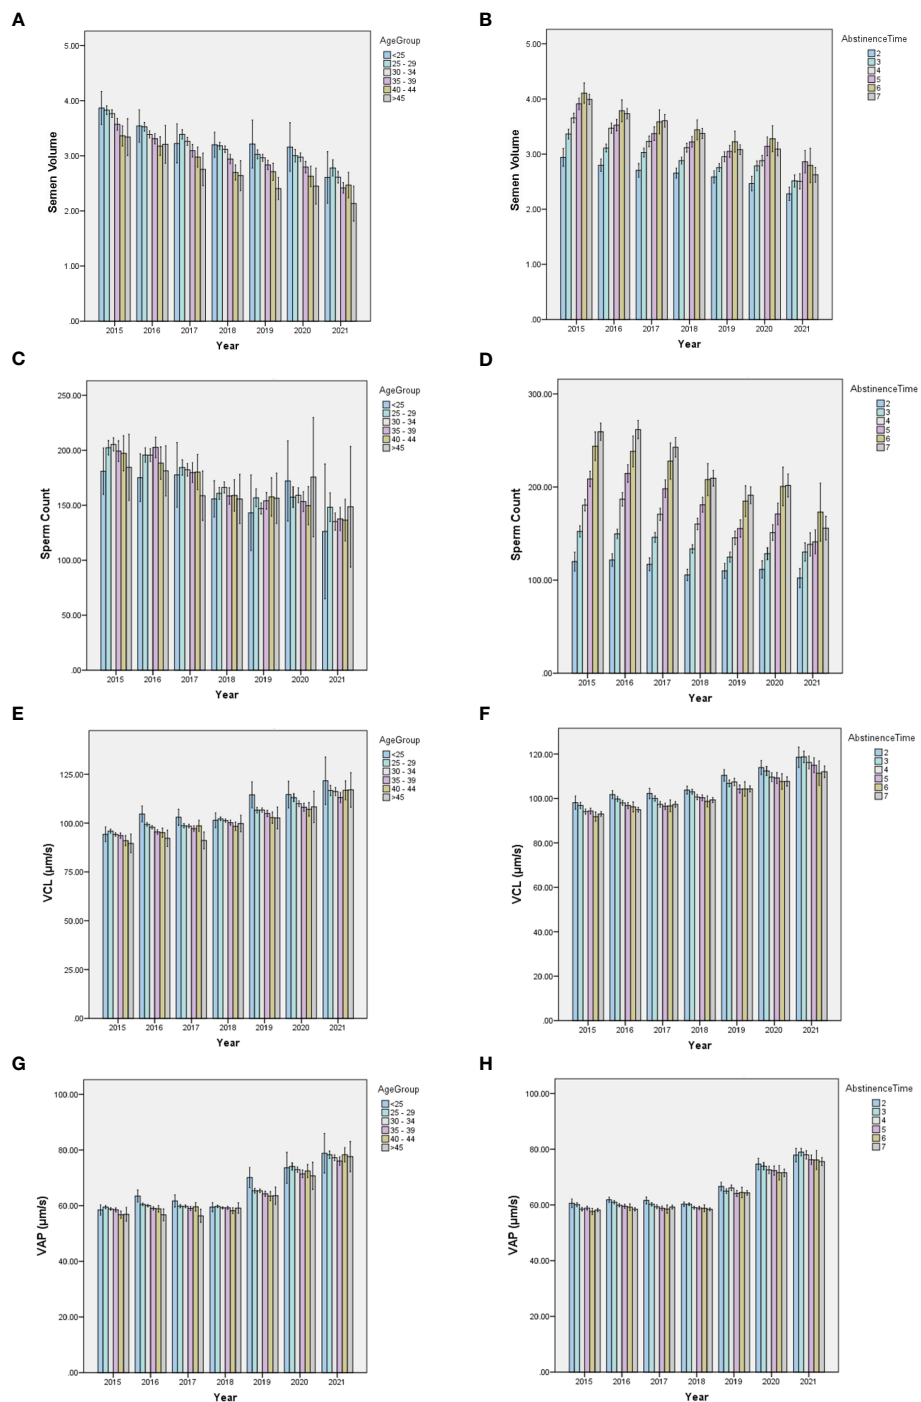 A
AgeGroup
<25
25 - 29
30 - 34
35 - 39
40 - 44
>45
5.00
4.00
3.00
2.00
1.00
.00
Semen Volume
2015 2016 2017 2018 2019 2020 2021
Year
B
AbstinenceTime
2
3
4
5
6
7
5.00
4.00
3.00
2.00
1.00
.00
Semen Volume
2015 2016 2017 2018 2019 2020 2021
Year
C
AgeGroup
<25
25 - 29
30 - 34
35 - 39
40 - 44
>45
250.00
200.00
150.00
100.00
50.00
.00
Sperm Count
2015 2016 2017 2018 2019 2020 2021
Year
D
AbstinenceTime
2
3
4
5
6
7
300.00
200.00
100.00
.00
Sperm Count
2015 2016 2017 2018 2019 2020 2021
Year
E
AgeGroup
<25
25 - 29
30 - 34
35 - 39
40 - 44
>45
125.00
100.00
75.00
50.00
25.00
.00
VCL (μm/s)
2015 2016 2017 2018 2019 2020 2021
Year
F
AbstinenceTime
2
3
4
5
6
7
120.00
100.00
80.00
60.00
40.00
20.00
.00
VCL (μm/s)
2015 2016 2017 2018 2019 2020 2021
Year
G
AgeGroup
<25
25 - 29
30 - 34
35 - 39
40 - 44
>45
100.00
80.00
60.00
40.00
20.00
.00
VAP (μm/s)
2015 2016 2017 2018 2019 2020 2021
Year
H
AbstinenceTime
2
3
4
5
6
7
100.00
80.00
60.00
40.00
20.00
.00
VAP (μm/s)
2015 2016 2017 2018 2019 2020 2021
Year